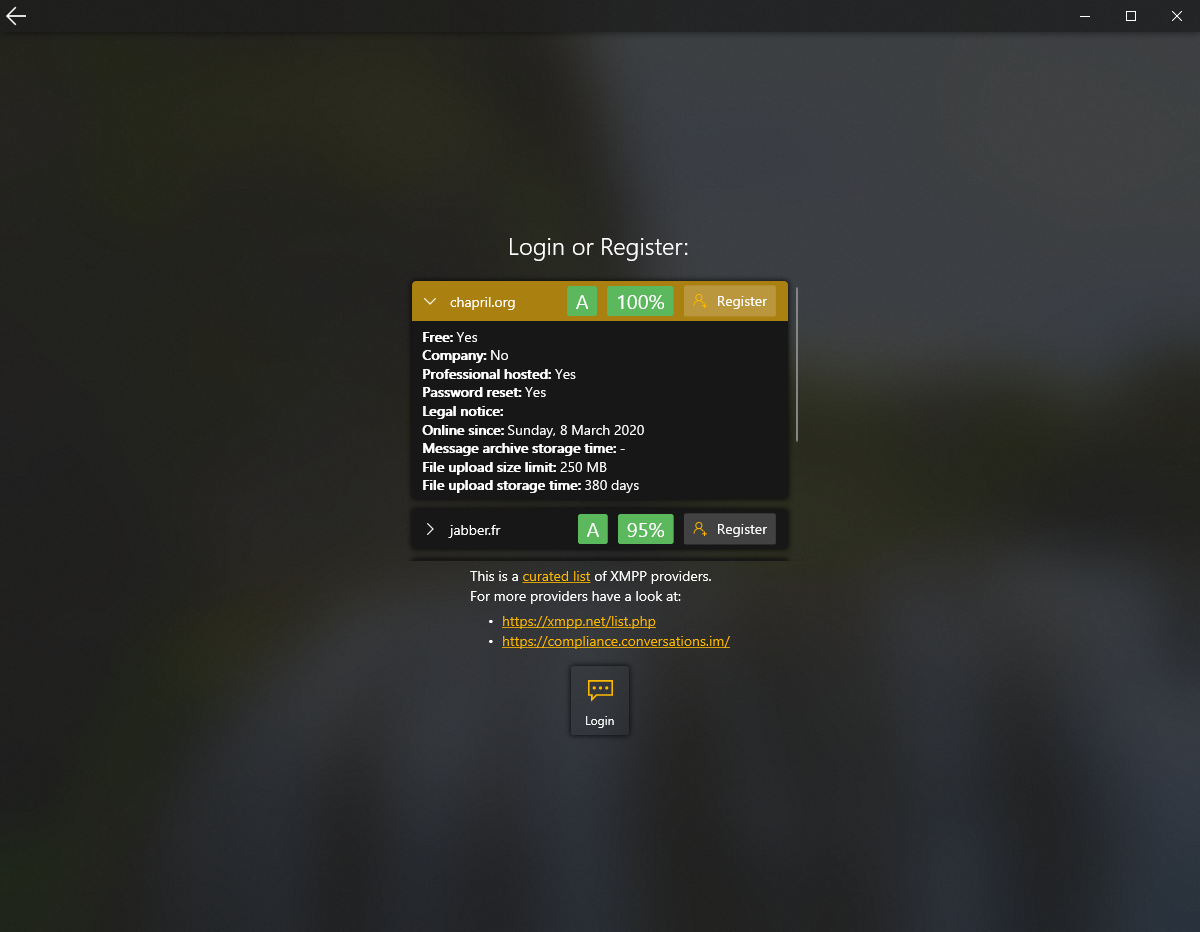 Login or Register:
chapril.org A 100% Register
Free: Yes
Company: No
Professional hosted: Yes
Password reset: Yes
Legal notice:
Online since: Sunday, 8 March 2020
Message archive storage time: -
File upload size limit: 250 MB
File upload storage time: 380 days
jabber.fr A 95% Register
This is a curated list of XMPP providers.
For more providers have a look at:
• https://xmpp.net/list.php
• https://compliance.conversations.im/
Login